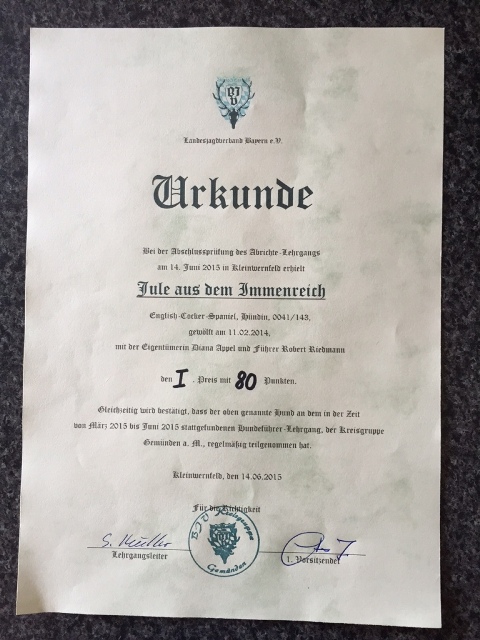 BJV
Landesjagdverband Bayern e.V.
Urkunde
Bei der Abschlussprüfung des Abrichte-Lehrgangs
am 14. Juni 2015 in Kleinwernfeld erhielt
Jule aus dem Immenreich
English-Cocker-Spaniel, Hündin, 0041/143,
gewölft am 11.02.2014,
mit der Eigentümerin Diana Appel und Führer Robert Riedmann
den I. Preis mit 80 Punkten.
Gleichzeitig wird bestätigt, dass der oben genannte Hund an dem in der Zeit
von März 2015 bis Juni 2015 stattgefundenen Hundeführer-Lehrgang, der Kreisgruppe
Gemünden a. M., regelmäßig teilgenommen hat.
Kleinwernfeld, den 14.06.2015
Für die Richtigkeit
BJV Kreisgruppe
Gemünden
Lehrgangsleiter
1. Vorsitzender